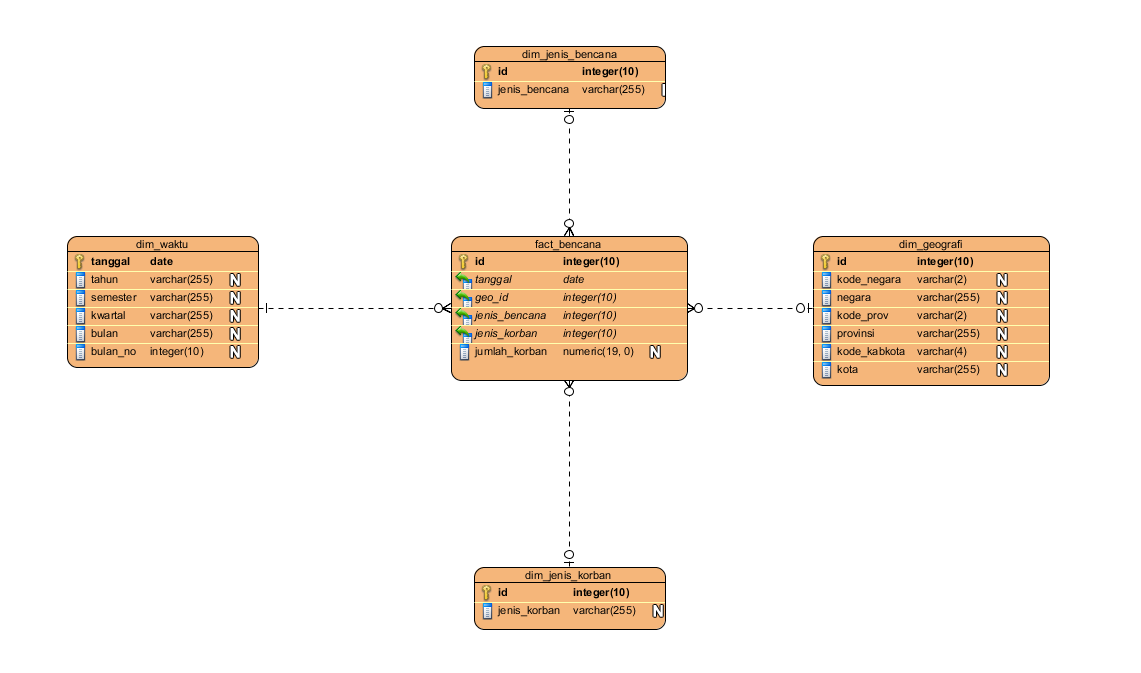 dim_jenis_bencana
id integer(10)
jenis_bencana varchar(255) N
dim_waktu
tanggal date
tahun varchar(255) N
semester varchar(255) N
kwartal varchar(255) N
bulan varchar(255) N
bulan_no integer(10) N
fact_bencana
id integer(10)
tanggal date
geo_id integer(10)
jenis_bencana integer(10)
jenis_korban integer(10)
jumlah_korban numeric(19, 0) N
dim_geografi
id integer(10)
kode_negara varchar(2) N
negara varchar(255) N
kode_prov varchar(2) N
provinsi varchar(255) N
kode_kabkota varchar(4) N
kota varchar(255) N
dim_jenis_korban
id integer(10)
jenis_korban varchar(255) N